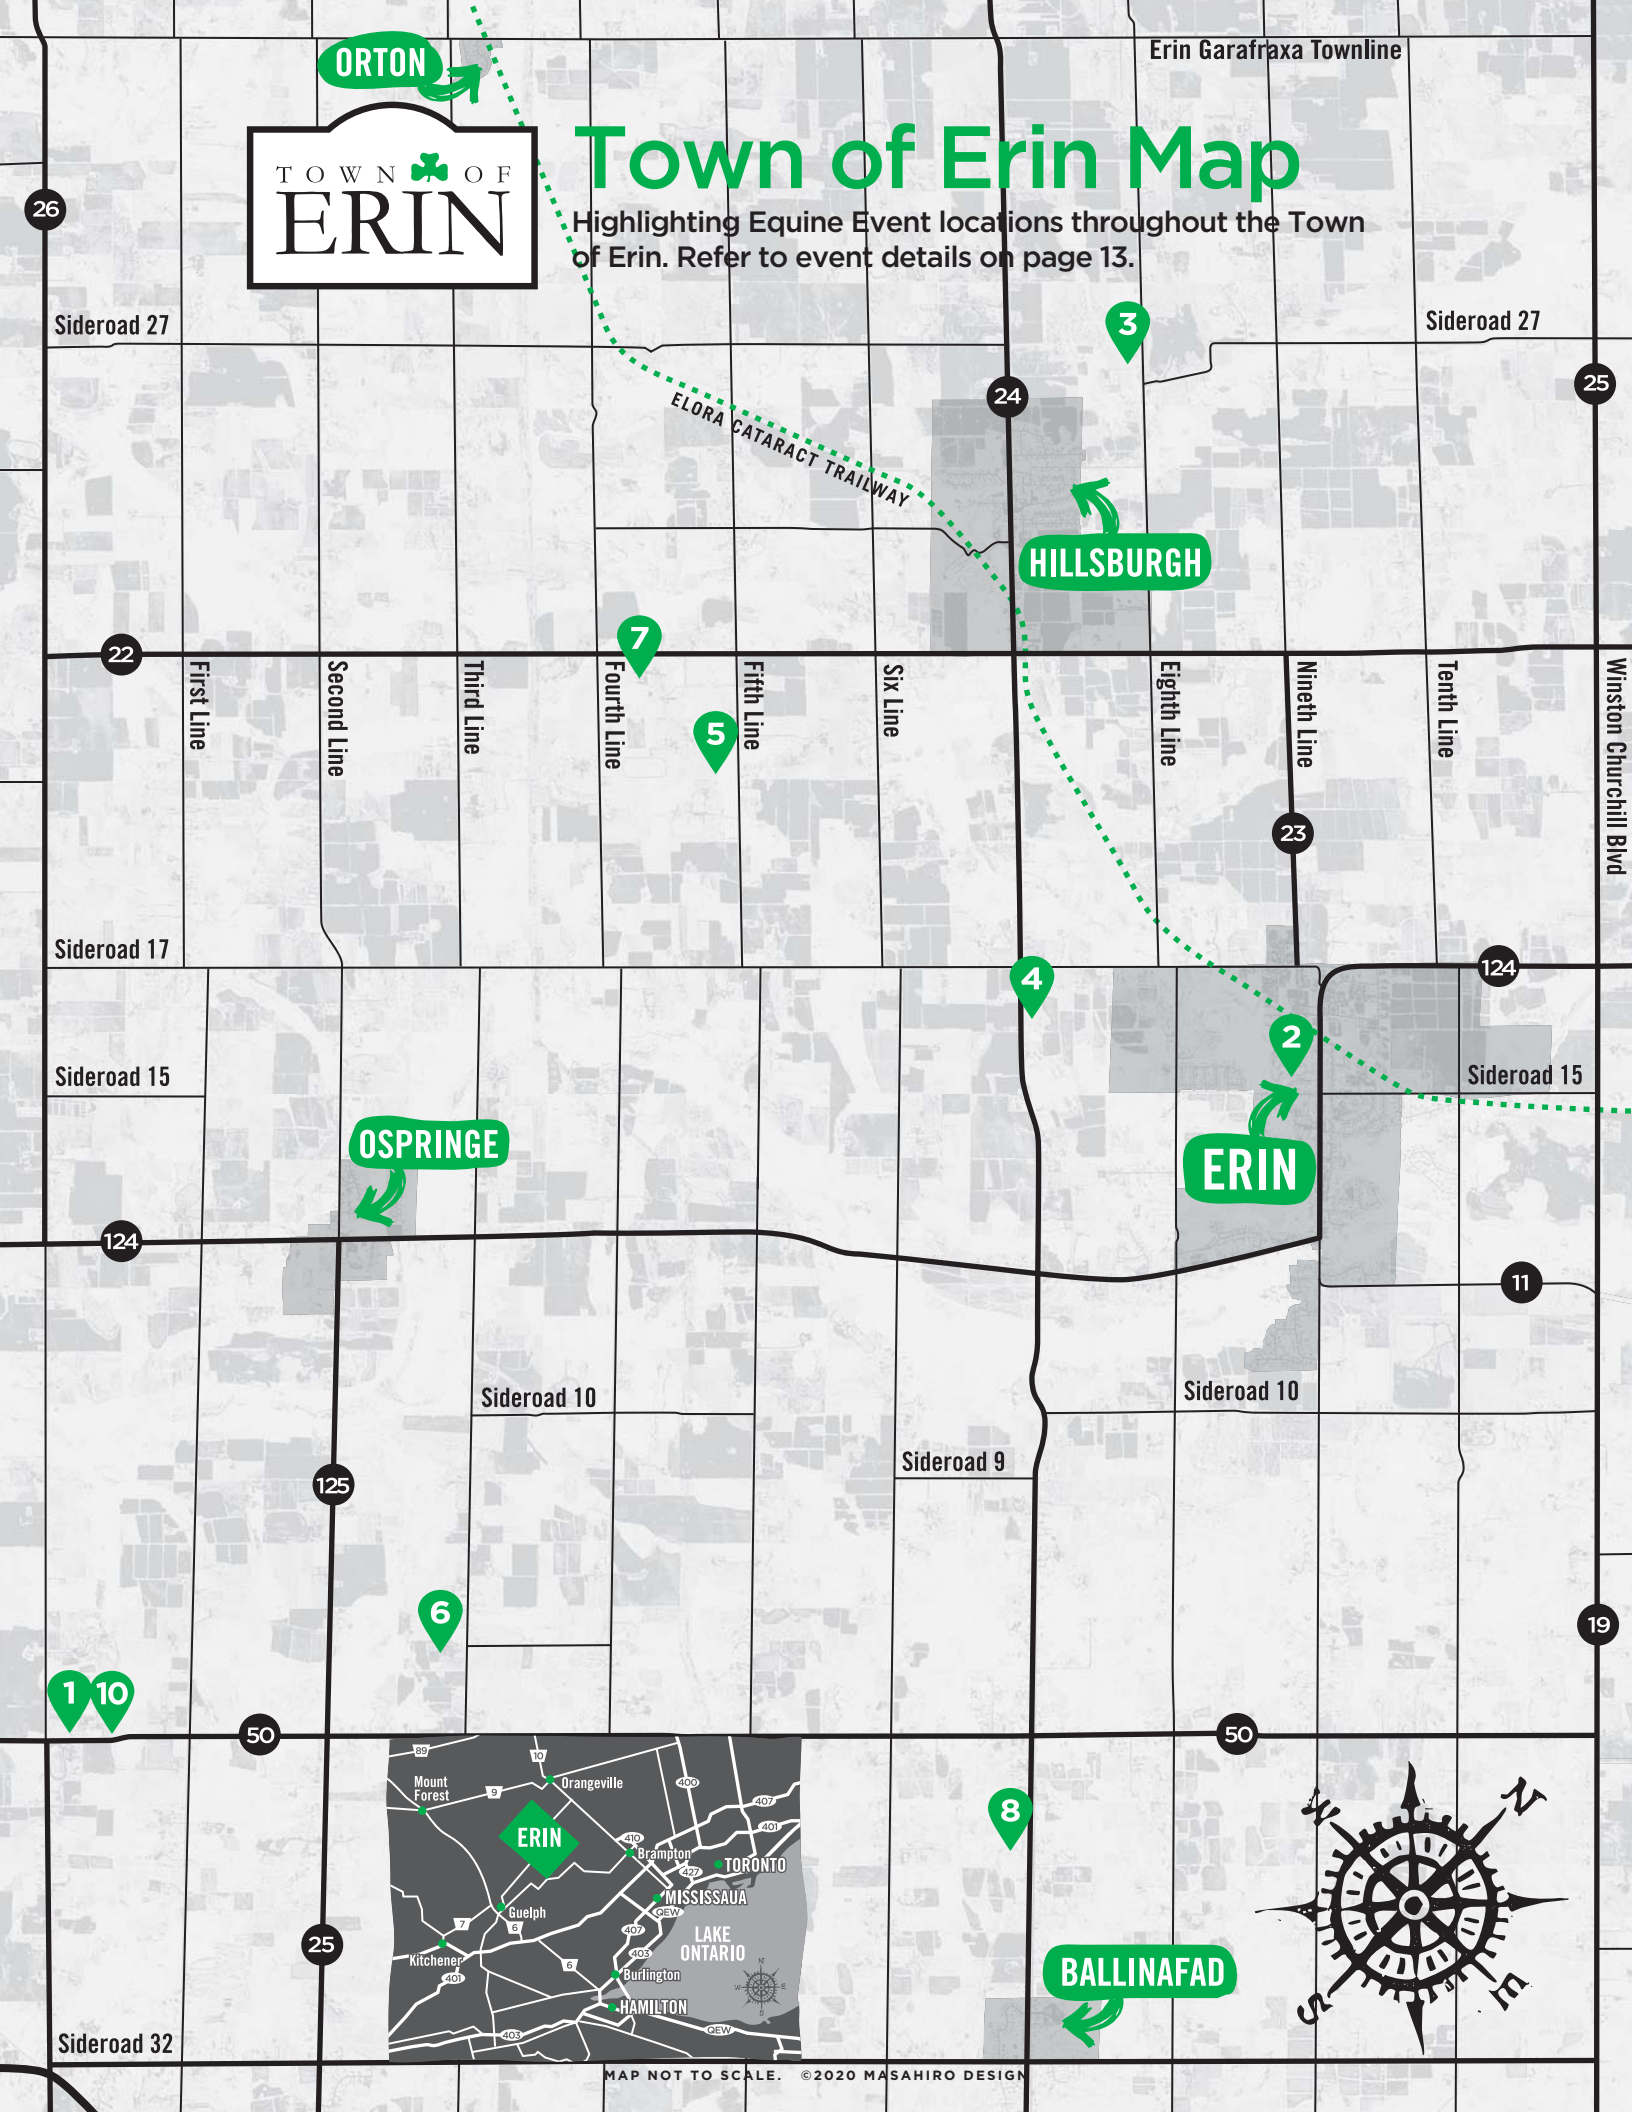 ORTON
Erin Garafraxa Townline
TOWN OF
ERIN
Town of Erin Map
Highlighting Equine Event locations throughout the Town
of Erin. Refer to event details on page 13.
26
Sideroad 27
3
Sideroad 27
24
25
ELORA CATARACT TRAILWAY
HILLSBURGH
22
7
First Line
Second Line
Third Line
Fourth Line
Fifth Line
Six Line
Eighth Line
Nineth Line
Tenth Line
Winston Churchill Blvd
5
23
Sideroad 17
124
4
2
Sideroad 15
Sideroad 15
OSPRINGE
ERIN
124
11
Sideroad 10
Sideroad 10
Sideroad 9
125
6
19
1
10
50
50
89
10
Mount
Forest
9
Orangeville
400
407
401
ERIN
410
Brampton
427
TORONTO
MISSISSAUA
QEW
Guelph
7
6
407
LAKE
ONTARIO
403
Kitchener
401
6
Burlington
N
W
E
S
HAMILTON
403
QEW
8
W
N
S
E
25
BALLINAFAD
Sideroad 32
MAP NOT TO SCALE. ©2020 MASAHIRO DESIGN